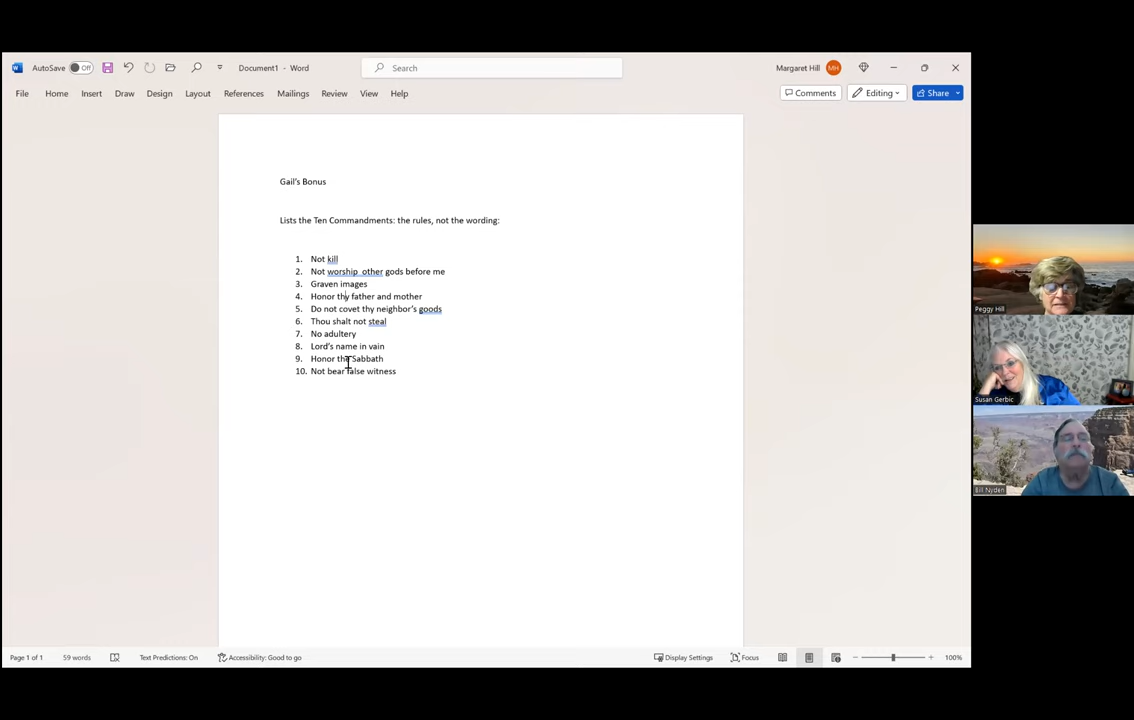 AutoSave Off Document1 - Word Search Margaret Hill MH
File Home Insert Draw Design Layout References Mailings Review View Help Comments Editing Share
Gail's Bonus
Lists the Ten Commandments: the rules, not the wording:
1. Not kill
2. Not worship other gods before me
3. Graven images
4. Honor thy father and mother
5. Do not covet thy neighbor's goods
6. Thou shalt not steal
7. No adultery
8. Lord's name in vain
9. Honor the Sabbath
10. Not bear false witness
Peggy Hill
Susan Gerbic
Bill Nyden
Page 1 of 1 59 words Text Predictions: On Accessibility: Good to go Display Settings Focus 100%